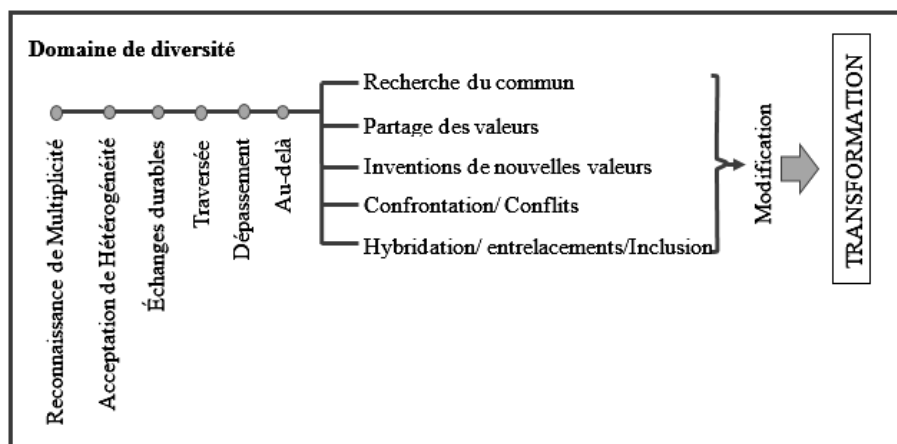 Domaine de diversité
Reconnaissance de Multiplicité
Acceptation de Hétérogénéité
Échanges durables
Traversée
Dépassement
Au-delà
Recherche du commun
Partage des valeurs
Inventions de nouvelles valeurs
Confrontation/ Conflits
Hybridation/ entrelacements/Inclusion
Modification
TRANSFORMATION